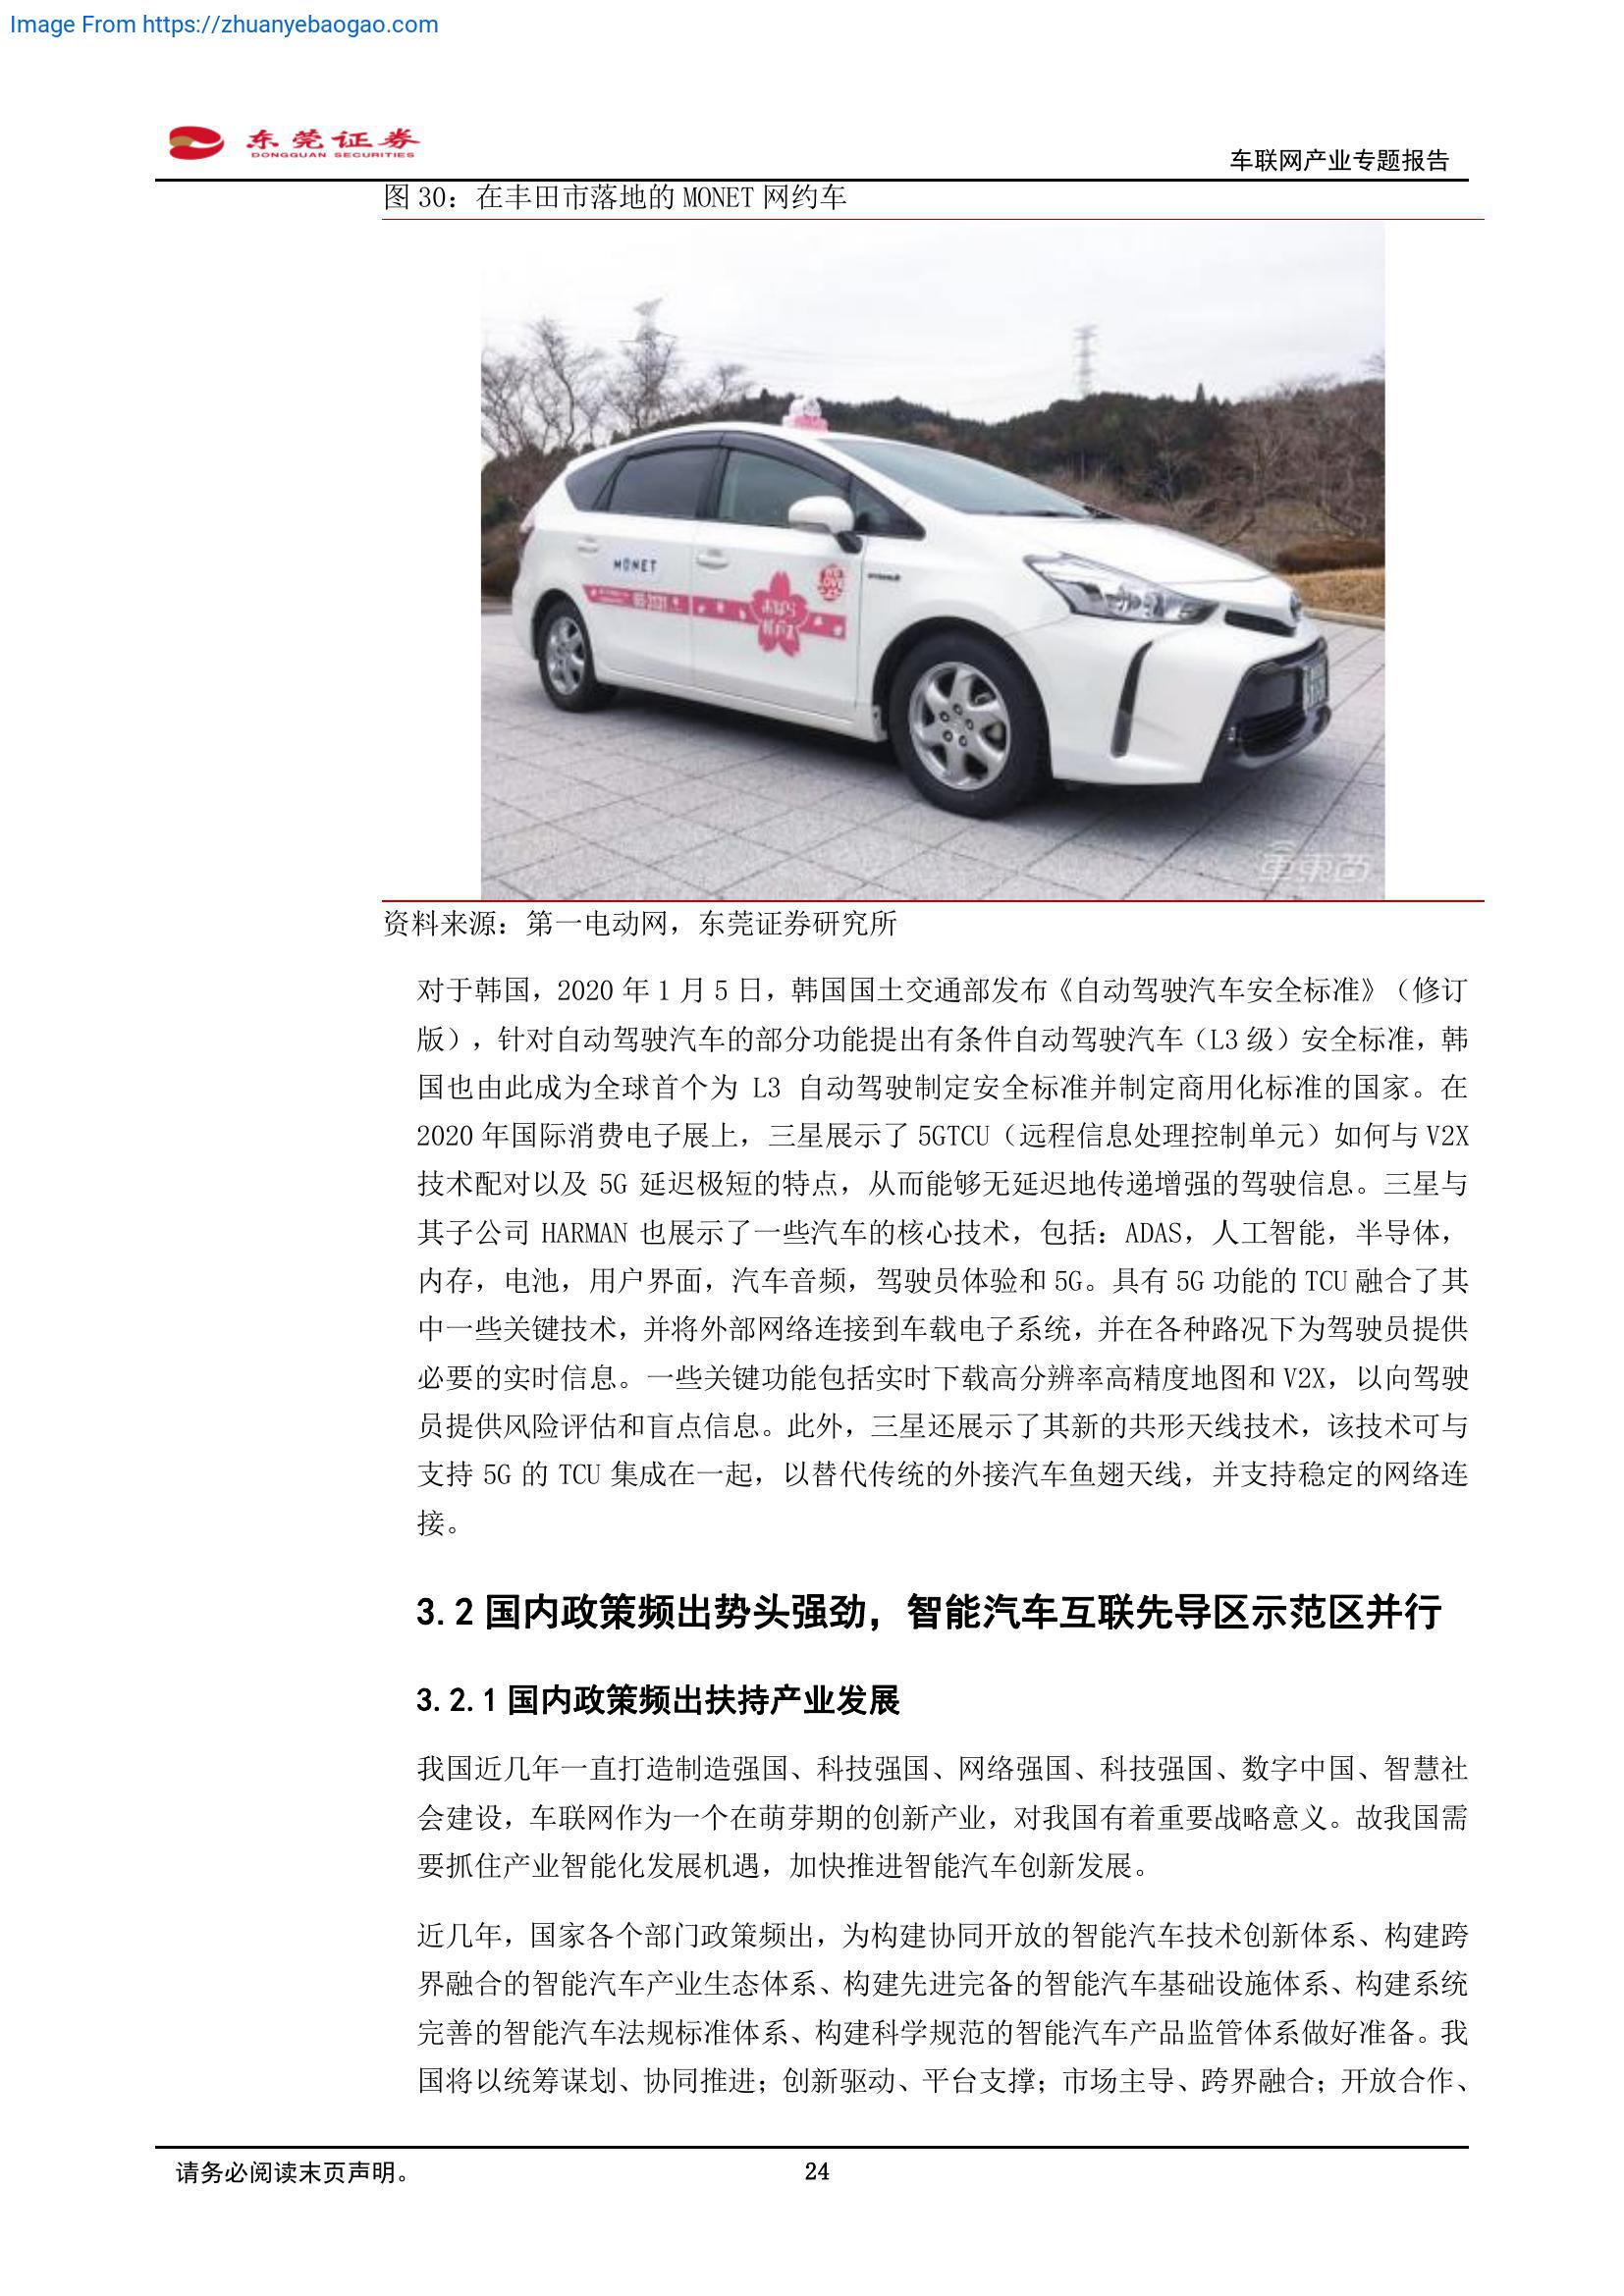 Image From https://zhuanyebaogao.com
东莞证券
DONGGUAN SECURITIES
车联网产业专题报告
图 30：在丰田市落地的 MONET 网约车
MONET
WE
LOVE
车东西
资料来源：第一电动网，东莞证券研究所
对于韩国，2020 年 1 月 5 日，韩国国土交通部发布《自动驾驶汽车安全标准》（修订
版），针对自动驾驶汽车的部分功能提出有条件自动驾驶汽车（L3 级）安全标准，韩
国也由此成为全球首个为 L3 自动驾驶制定安全标准并制定商用化标准的国家。在
2020 年国际消费电子展上，三星展示了 5GTCU（远程信息处理控制单元）如何与 V2X
技术配对以及 5G 延迟极短的特点，从而能够无延迟地传递增强的驾驶信息。三星与
其子公司 HARMAN 也展示了一些汽车的核心技术，包括：ADAS，人工智能，半导体，
内存，电池，用户界面，汽车音频，驾驶员体验和 5G。具有 5G 功能的 TCU 融合了其
中一些关键技术，并将外部网络连接到车载电子系统，并在各种路况下为驾驶员提供
必要的实时信息。一些关键功能包括实时下载高分辨率高精度地图和 V2X，以向驾驶
员提供风险评估和盲点信息。此外，三星还展示了其新的共形天线技术，该技术可与
支持 5G 的 TCU 集成在一起，以替代传统的外接汽车鱼翅天线，并支持稳定的网络连
接。
3.2 国内政策频出势头强劲，智能汽车互联先导区示范区并行
3.2.1 国内政策频出扶持产业发展
我国近几年一直打造制造强国、科技强国、网络强国、科技强国、数字中国、智慧社
会建设，车联网作为一个在萌芽期的创新产业，对我国有着重要战略意义。故我国需
要抓住产业智能化发展机遇，加快推进智能汽车创新发展。
近几年，国家各个部门政策频出，为构建协同开放的智能汽车技术创新体系、构建跨
界融合的智能汽车产业生态体系、构建先进完备的智能汽车基础设施体系、构建系统
完善的智能汽车法规标准体系、构建科学规范的智能汽车产品监管体系做好准备。我
国将以统筹谋划、协同推进；创新驱动、平台支撑；市场主导、跨界融合；开放合作、
请务必阅读末页声明。
24